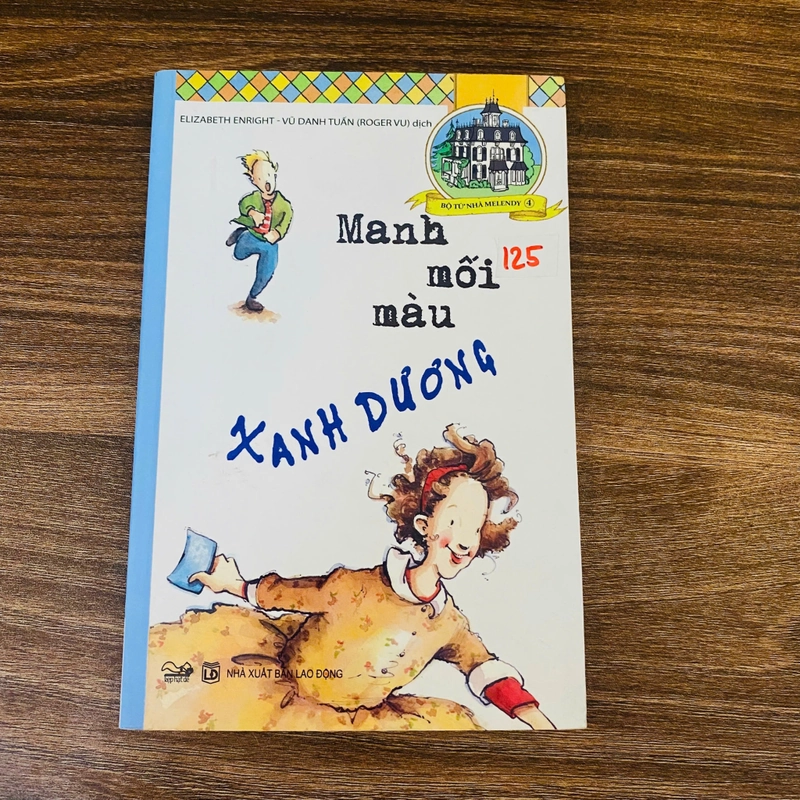 ELIZABETH ENRIGHT - VŨ DANH TUẤN (ROGER VU) dịch
BỘ TỨ NHÀ MELENDY 4
Manh
mối
125
màu
XANH DƯƠNG
LĐ
NHÀ XUẤT BẢN LAO ĐỘNG